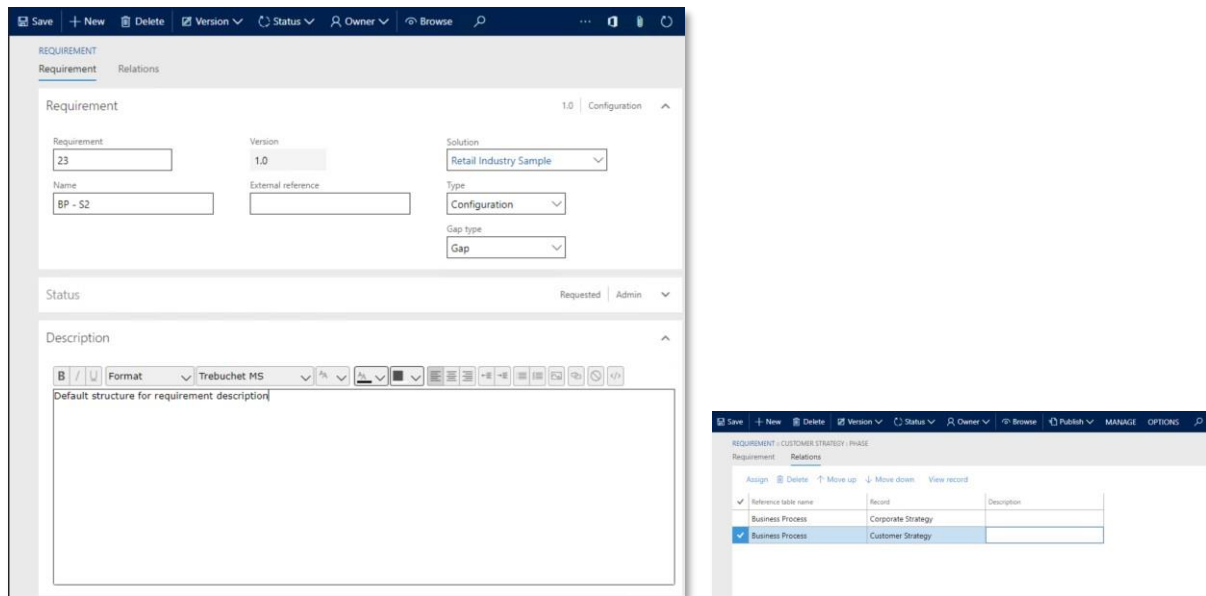 Save + New Delete Version Status Owner Browse ...
REQUIREMENT
Requirement Relations
Requirement 1.0 | Configuration
Requirement Version Solution
23 1.0 Retail Industry Sample
Name External reference Type
BP - S2 Configuration
Gap type
Gap
Status Requested | Admin
Description
B / U Format Trebuchet MS
Default structure for requirement description
Save + New Delete Version Status Owner Browse Publish MANAGE OPTIONS
REQUIREMENT : CUSTOMER STRATEGY : PHASE
Requirement Relations
Assign Delete Move up Move down View record
Reference table name Record Description
Business Process Corporate Strategy
Business Process Customer Strategy